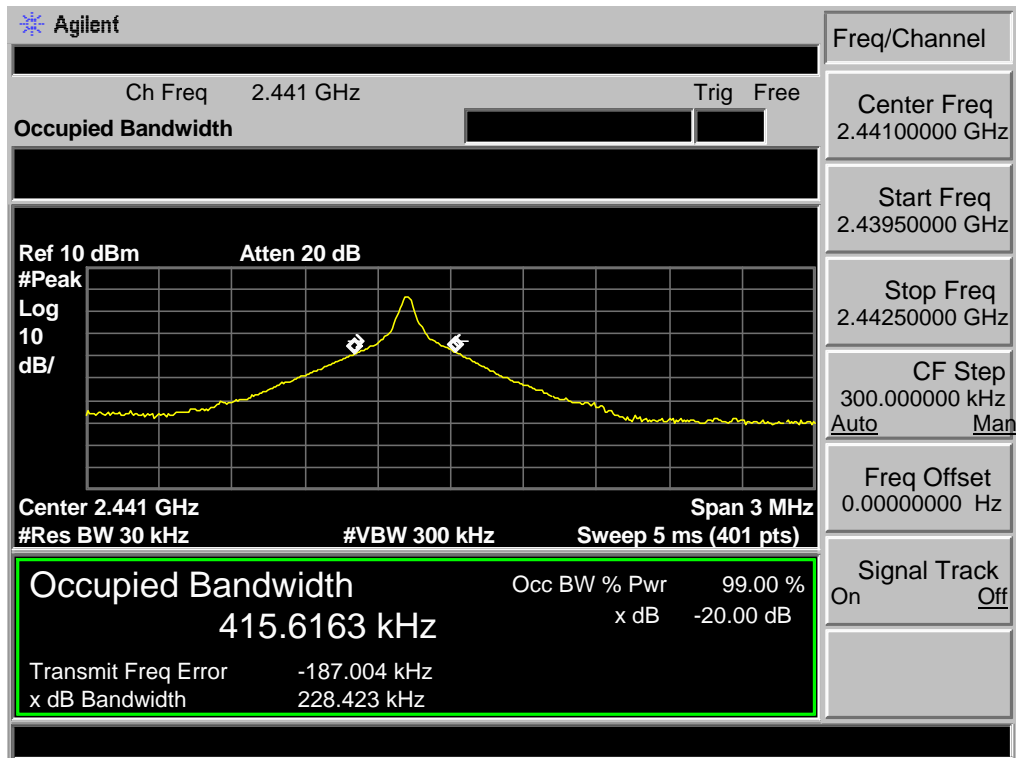 Agilent
Freq/Channel
Ch Freq 2.441 GHz Trig Free
Occupied Bandwidth
Center Freq
2.44100000 GHz
Start Freq
2.43950000 GHz
Ref 10 dBm Atten 20 dB
#Peak
Log
10
dB/
Stop Freq
2.44250000 GHz
CF Step
300.000000 kHz
Auto Man
Freq Offset
0.00000000 Hz
Center 2.441 GHz Span 3 MHz
#Res BW 30 kHz #VBW 300 kHz Sweep 5 ms (401 pts)
Signal Track
On Off
Occupied Bandwidth Occ BW % Pwr 99.00 %
415.6163 kHz x dB -20.00 dB
Transmit Freq Error -187.004 kHz
x dB Bandwidth 228.423 kHz